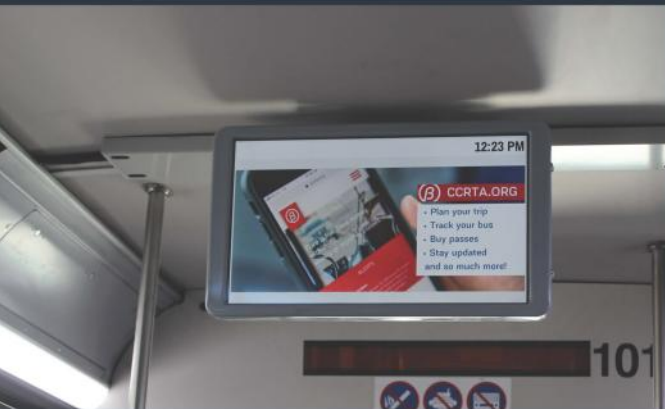 12:23 PM
CCRTA.ORG
• Plan your trip
• Track your bus
• Buy passes
• Stay updated
and so much more!
ALERTS
101